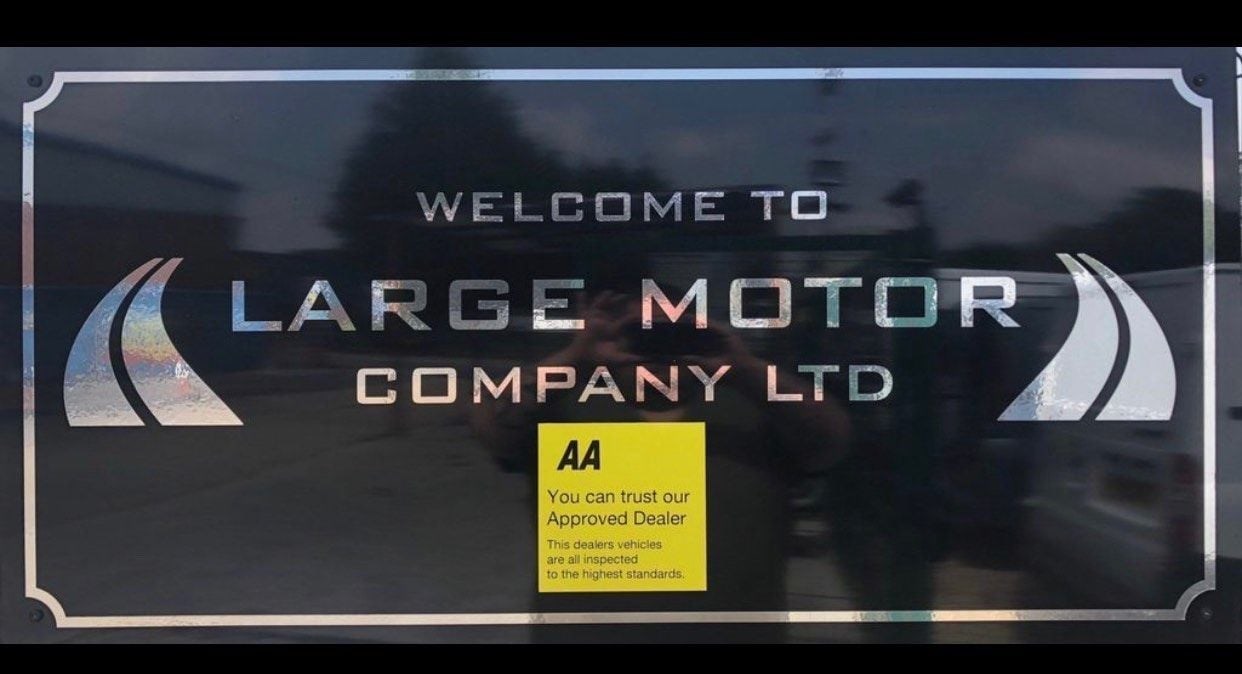 WELCOME TO
LARGE MOTOR
COMPANY LTD
AA
You can trust our
Approved Dealer
This dealers vehicles
are all inspected
to the highest standards.